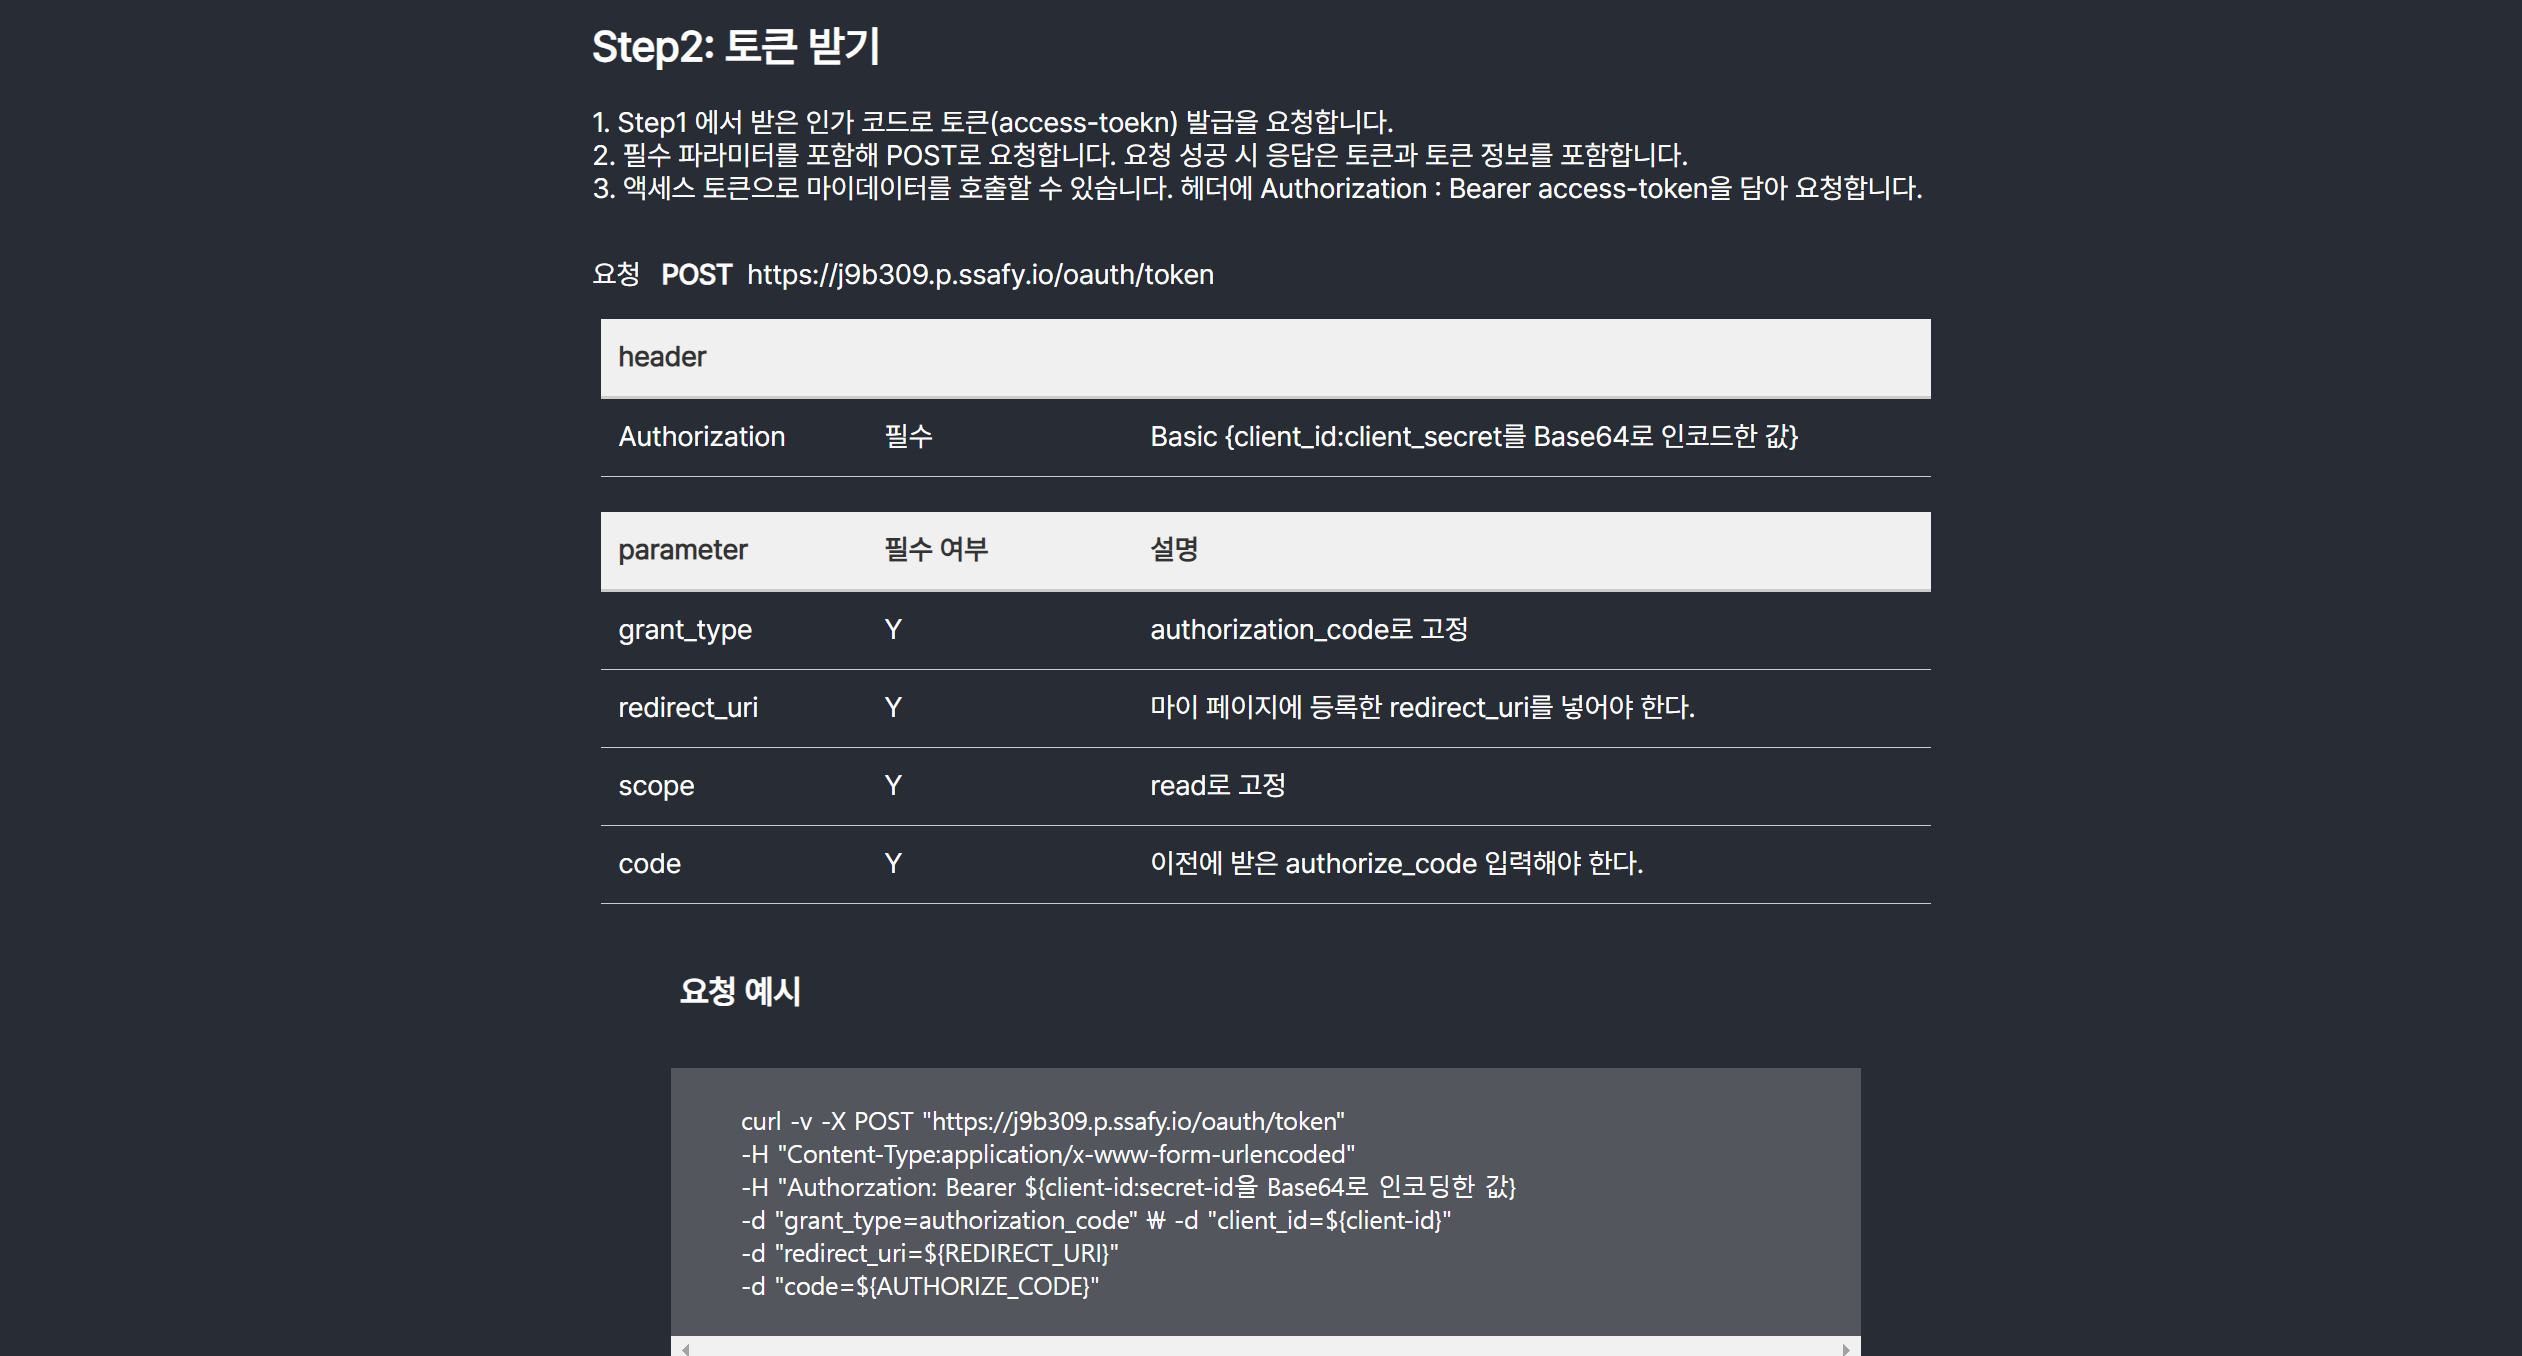 Step2: 토큰 받기
1. Step1 에서 받은 인가 코드로 토큰(access-toekn) 발급을 요청합니다.
2. 필수 파라미터를 포함해 POST로 요청합니다. 요청 성공 시 응답은 토큰과 토큰 정보를 포함합니다.
3. 액세스 토큰으로 마이데이터를 호출할 수 있습니다. 헤더에 Authorization : Bearer access-token을 담아 요청합니다.
요청 POST https://j9b309.p.ssafy.io/oauth/token
header
Authorization 필수 Basic {client_id:client_secret를 Base64로 인코드한 값}
parameter 필수 여부 설명
grant_type Y authorization_code로 고정
redirect_uri Y 마이 페이지에 등록한 redirect_uri를 넣어야 한다.
scope Y read로 고정
code Y 이전에 받은 authorize_code 입력해야 한다.
요청 예시
curl -v -X POST "https://j9b309.p.ssafy.io/oauth/token"
-H "Content-Type:application/x-www-form-urlencoded"
-H "Authorzation: Bearer ${client-id:secret-id을 Base64로 인코딩한 값}
-d "grant_type=authorization_code" ₩ -d "client_id=${client-id}"
-d "redirect_uri=${REDIRECT_URI}"
-d "code=${AUTHORIZE_CODE}"